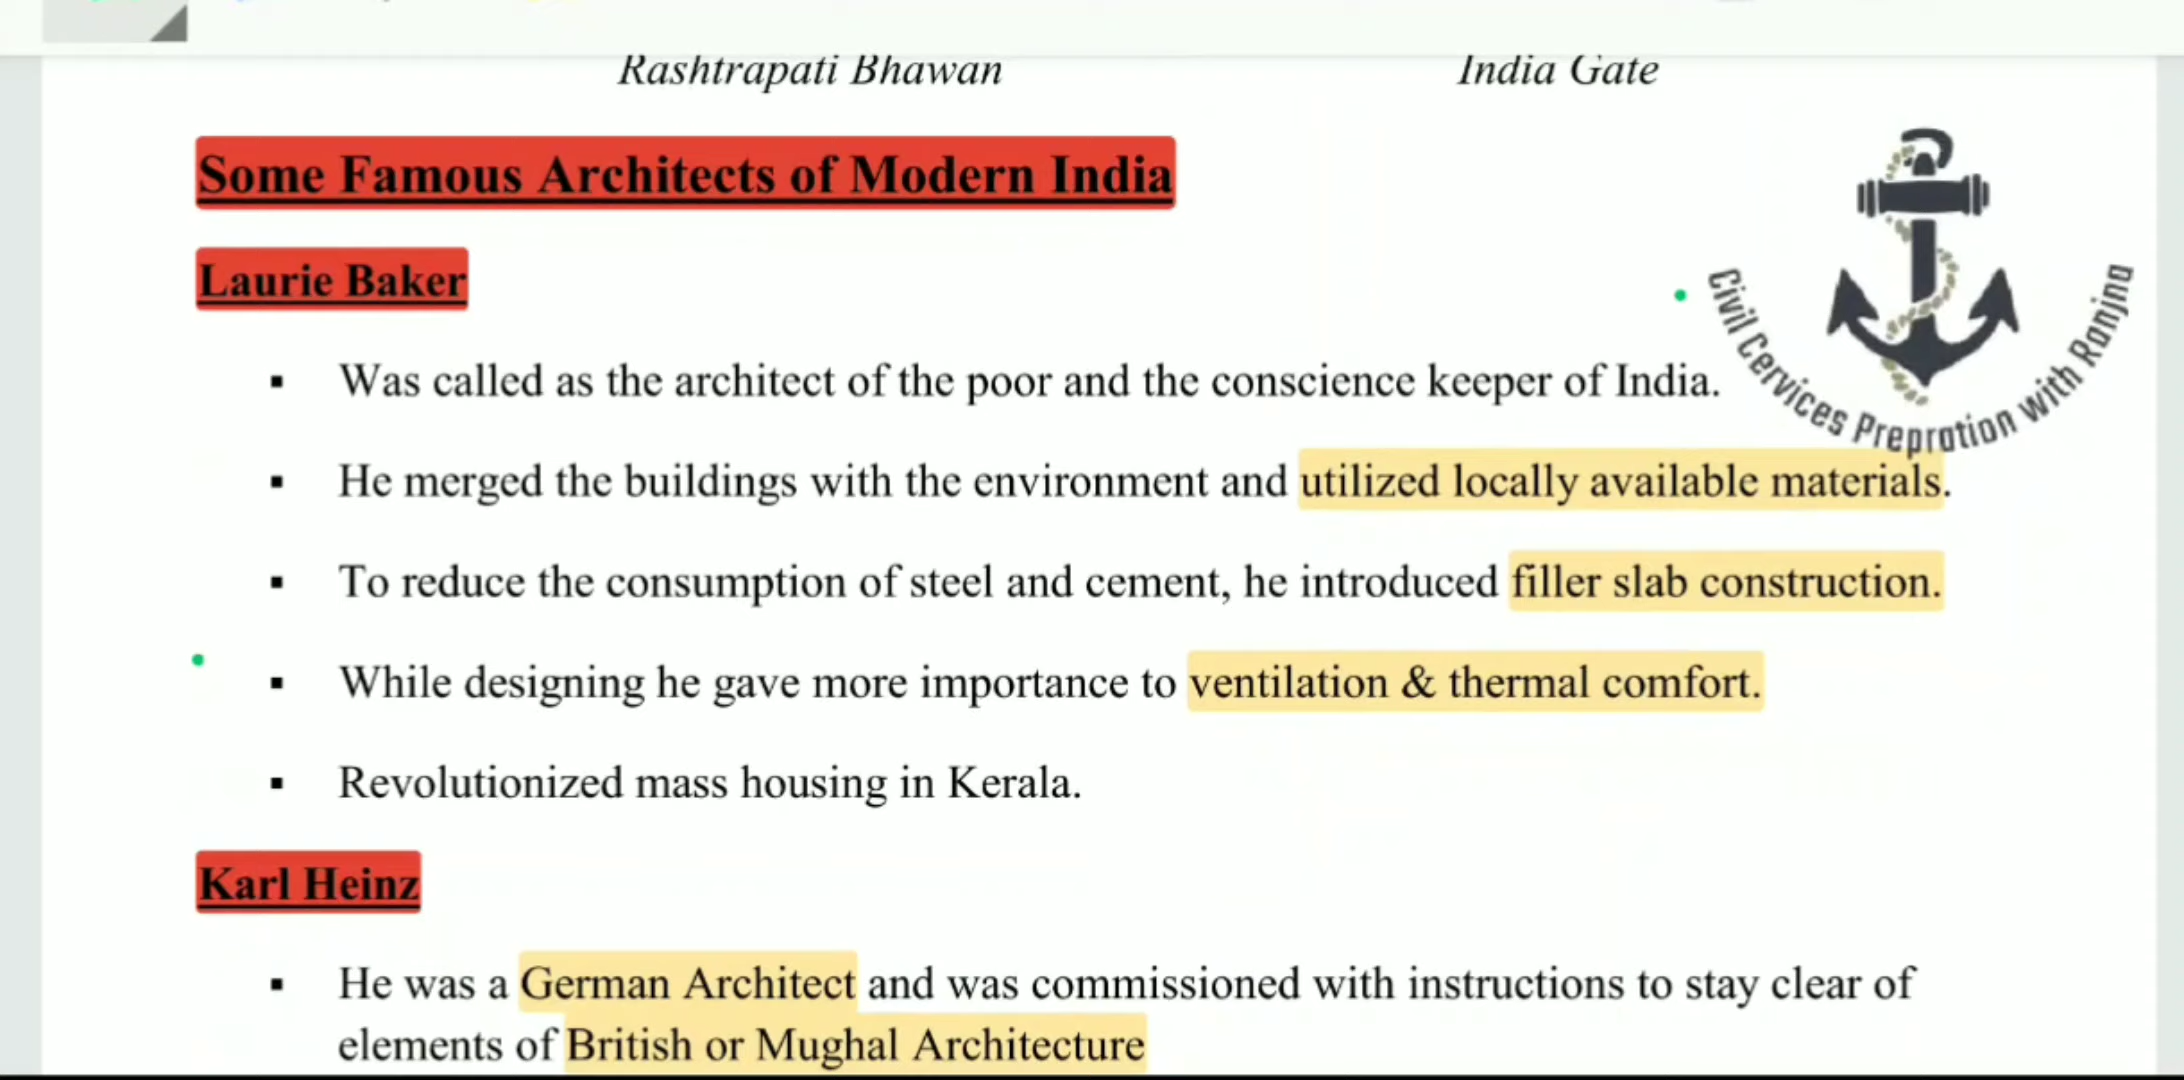 Rashtrapati Bhawan India Gate
Some Famous Architects of Modern India
Laurie Baker
▪ Was called as the architect of the poor and the conscience keeper of India.
▪ He merged the buildings with the environment and utilized locally available materials.
▪ To reduce the consumption of steel and cement, he introduced filler slab construction.
▪ While designing he gave more importance to ventilation & thermal comfort.
▪ Revolutionized mass housing in Kerala.
Karl Heinz
▪ He was a German Architect and was commissioned with instructions to stay clear of
elements of British or Mughal Architecture
Civil Cervices Prepration with Ranjna